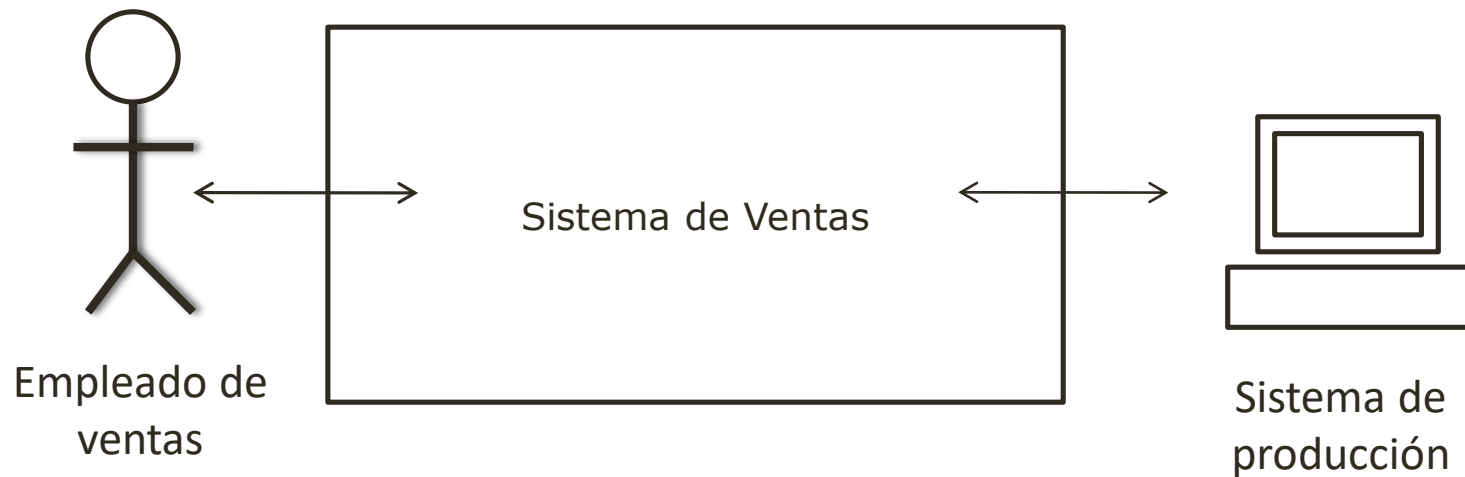 Sistema de Ventas
Empleado de
ventas
Sistema de
producción